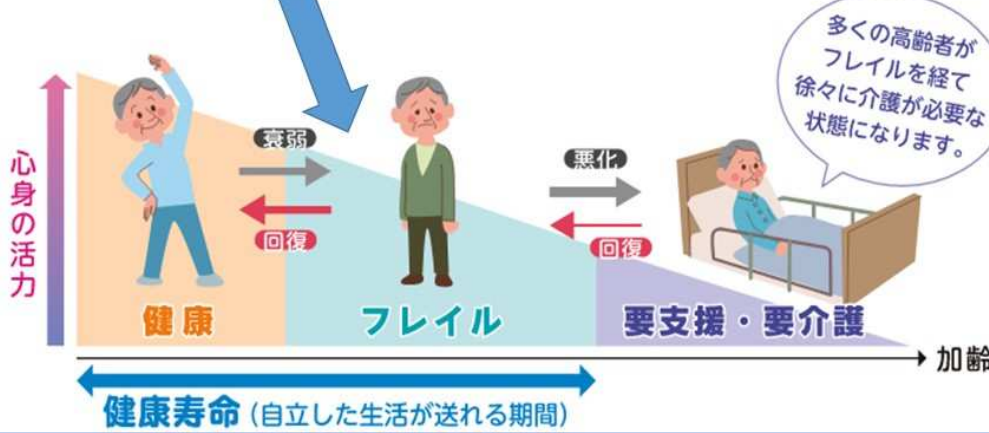 多くの高齢者が
フレイルを経て
徐々に介護が必要な
状態になります。
心身の活力
衰弱
回復
悪化
回復
健康
フレイル
要支援・要介護
加齢
健康寿命(自立した生活が送れる期間)